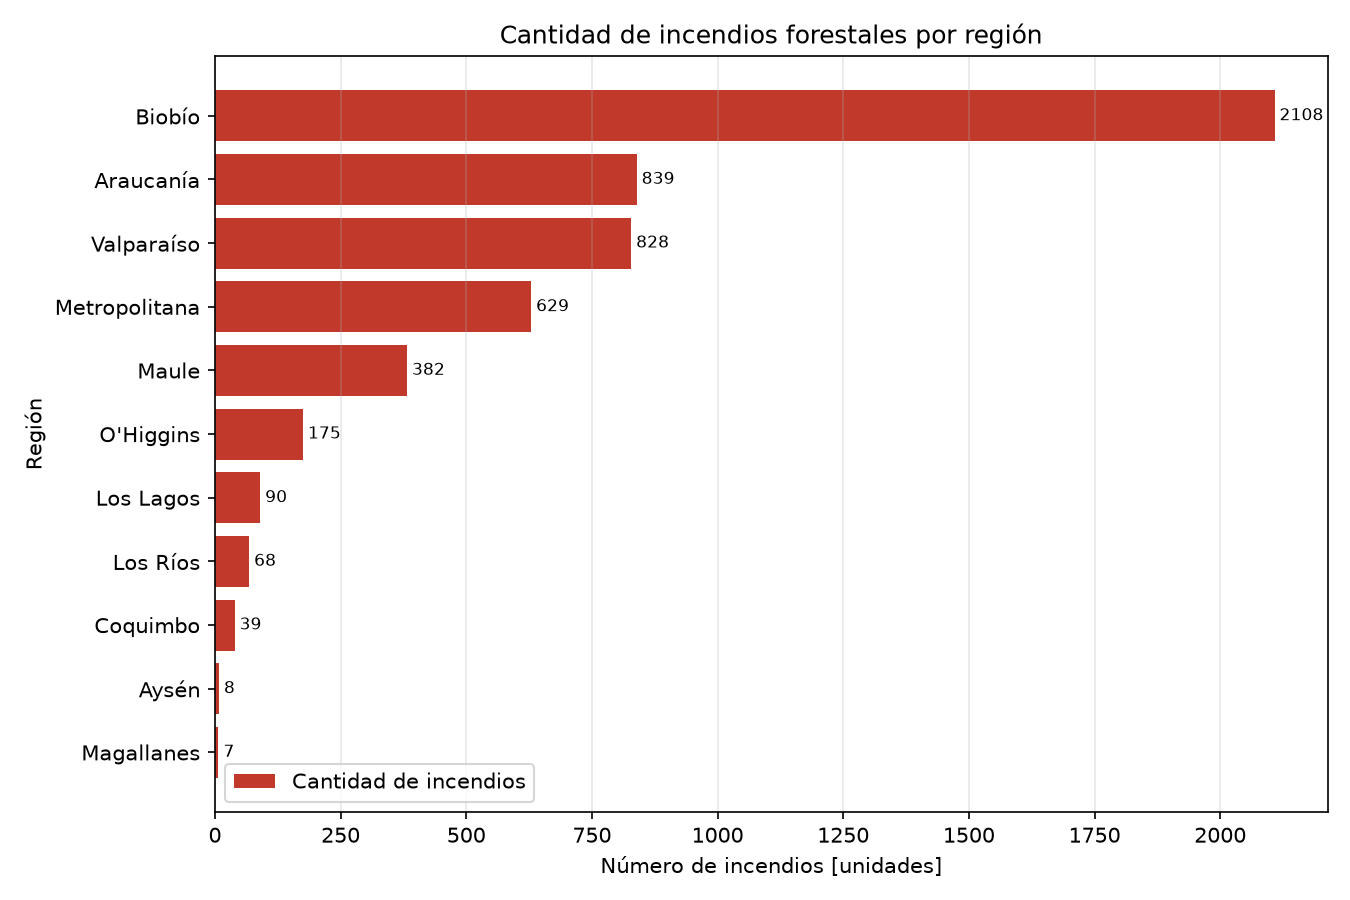 Cantidad de incendios forestales por región
Región
Biobío 2108
Araucanía 839
Valparaíso 828
Metropolitana 629
Maule 382
O'Higgins 175
Los Lagos 90
Los Ríos 68
Coquimbo 39
Aysén 8
Magallanes 7
Cantidad de incendios
0 250 500 750 1000 1250 1500 1750 2000
Número de incendios [unidades]